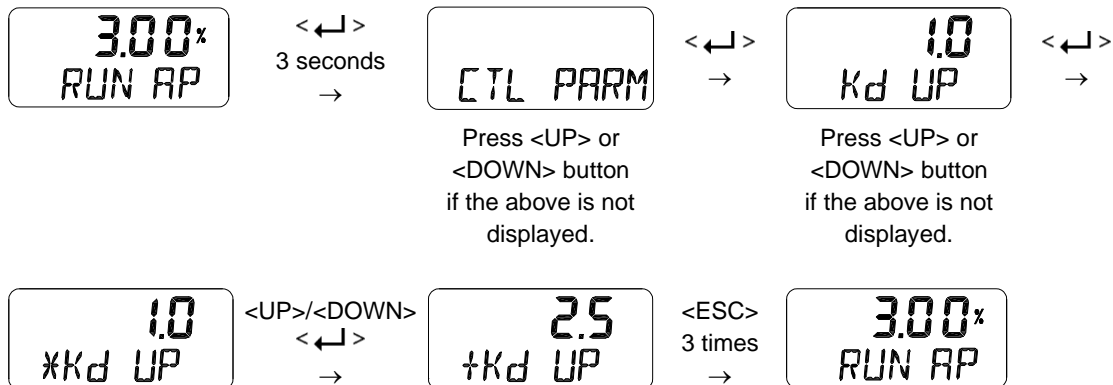 3.00%
RUN AP
<↵>
3 seconds
→
CTL PARM
Press <UP> or
<DOWN> button
if the above is not
displayed.
<↵>
→
1.0
Kd UP
Press <UP> or
<DOWN> button
if the above is not
displayed.
<↵>
→
1.0
*Kd UP
<UP>/<DOWN>
<↵>
→
2.5
+Kd UP
<ESC>
3 times
→
3.00%
RUN AP